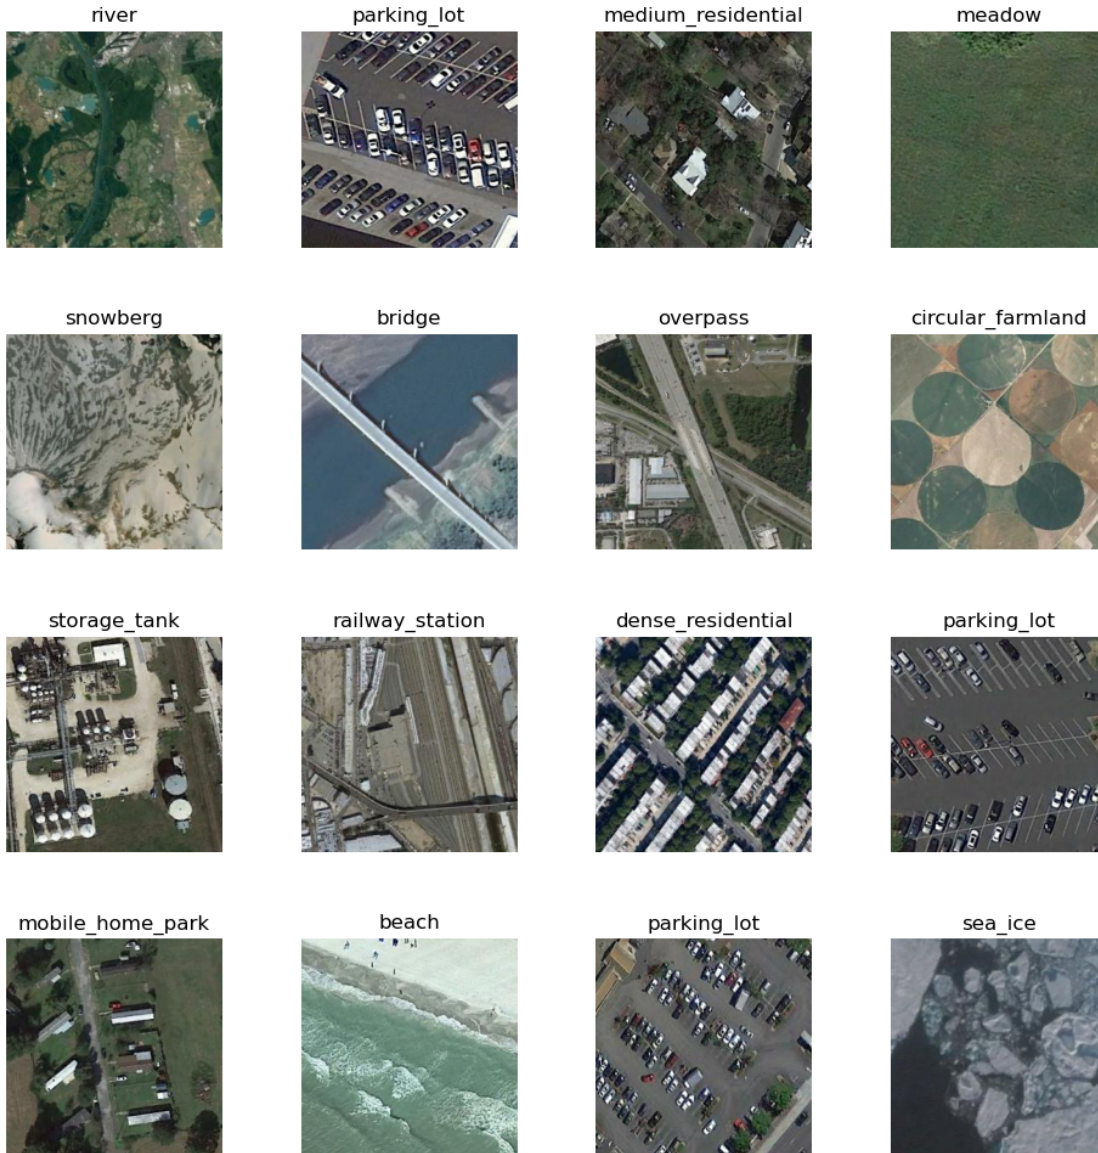 river
parking_lot
medium_residential
meadow
snowberg
bridge
overpass
circular_farmland
storage_tank
railway_station
dense_residential
parking_lot
mobile_home_park
beach
parking_lot
sea_ice